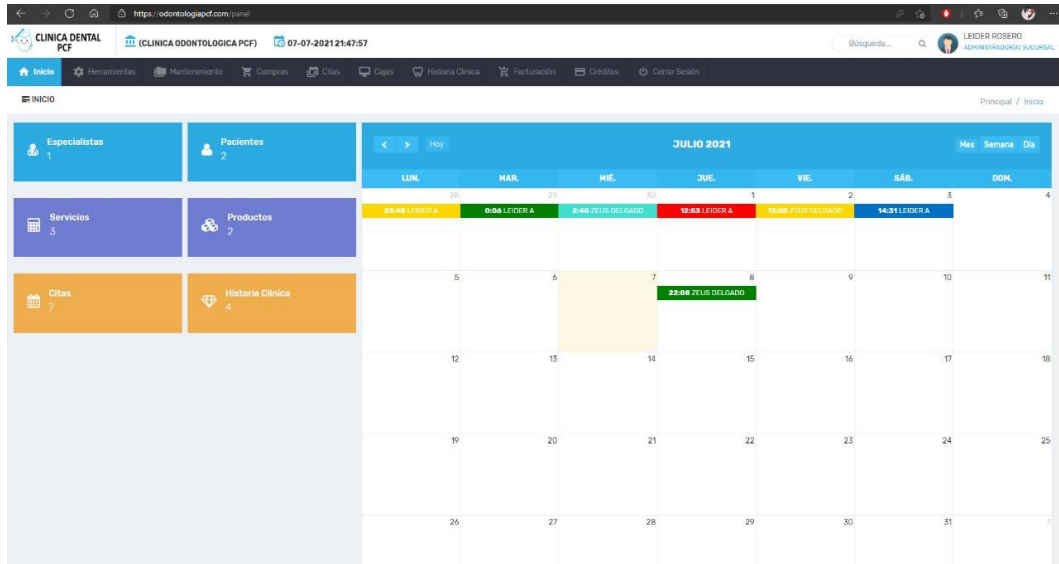 https://odontologiapcf.com/panel
CLINICA DENTAL PCF
(CLINICA ODONTOLOGICA PCF)
07-07-2021 21:47:57
Búsqueda...
LEIDER ROSERO
ADMINISTRADOR(A) SUCURSAL
Inicio Herramientas Mantenimiento Compras Citas Cajas Historia Clinica Facturación Créditos Cerrar Sesión
INICIO
Principal / Inicio
Especialistas
1
Pacientes
2
Servicios
3
Productos
2
Citas
7
Historia Clinica
4
Hoy
JULIO 2021
Mes Semana Día
LUN. MAR. MIÉ. JUE. VIE. SÁB. DOM.
28 29 30 1 2 3 4
23:48 LEIDER A 0:06 LEIDER A 2:40 ZEUS DELGADO 12:53 LEIDER A ZEUS DELGADO 14:31 LEIDER A
5 6 7 8 9 10 11
22:08 ZEUS DELGADO
12 13 14 15 16 17 18
19 20 21 22 23 24 25
26 27 28 29 30 31 1